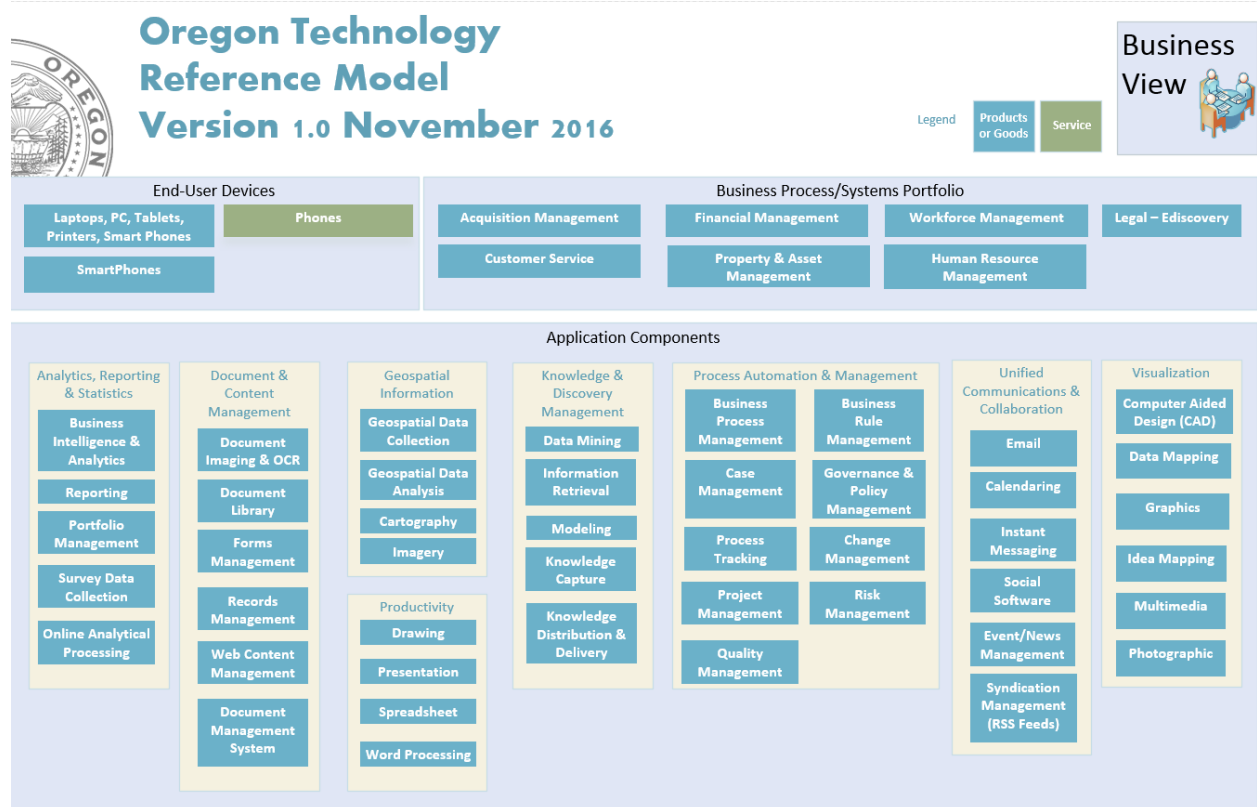 Oregon Technology
Reference Model
Version 1.0 November 2016
OREGON
Legend
Products
or Goods
Service
Business
View
End-User Devices
Laptops, PC, Tablets,
Printers, Smart Phones
Phones
SmartPhones
Business Process/Systems Portfolio
Acquisition Management
Financial Management
Workforce Management
Legal – Ediscovery
Customer Service
Property & Asset
Management
Human Resource
Management
Application Components
Analytics, Reporting
& Statistics
Business
Intelligence &
Analytics
Reporting
Portfolio
Management
Survey Data
Collection
Online Analytical
Processing
Document &
Content
Management
Document
Imaging & OCR
Document
Library
Forms
Management
Records
Management
Web Content
Management
Document
Management
System
Geospatial
Information
Geospatial Data
Collection
Geospatial Data
Analysis
Cartography
Imagery
Productivity
Drawing
Presentation
Spreadsheet
Word Processing
Knowledge &
Discovery
Management
Data Mining
Information
Retrieval
Modeling
Knowledge
Capture
Knowledge
Distribution &
Delivery
Process Automation & Management
Business
Process
Management
Business
Rule
Management
Case
Management
Governance &
Policy
Management
Process
Tracking
Change
Management
Project
Management
Risk
Management
Quality
Management
Unified
Communications &
Collaboration
Email
Calendaring
Instant
Messaging
Social
Software
Event/News
Management
Syndication
Management
(RSS Feeds)
Visualization
Computer Aided
Design (CAD)
Data Mapping
Graphics
Idea Mapping
Multimedia
Photographic